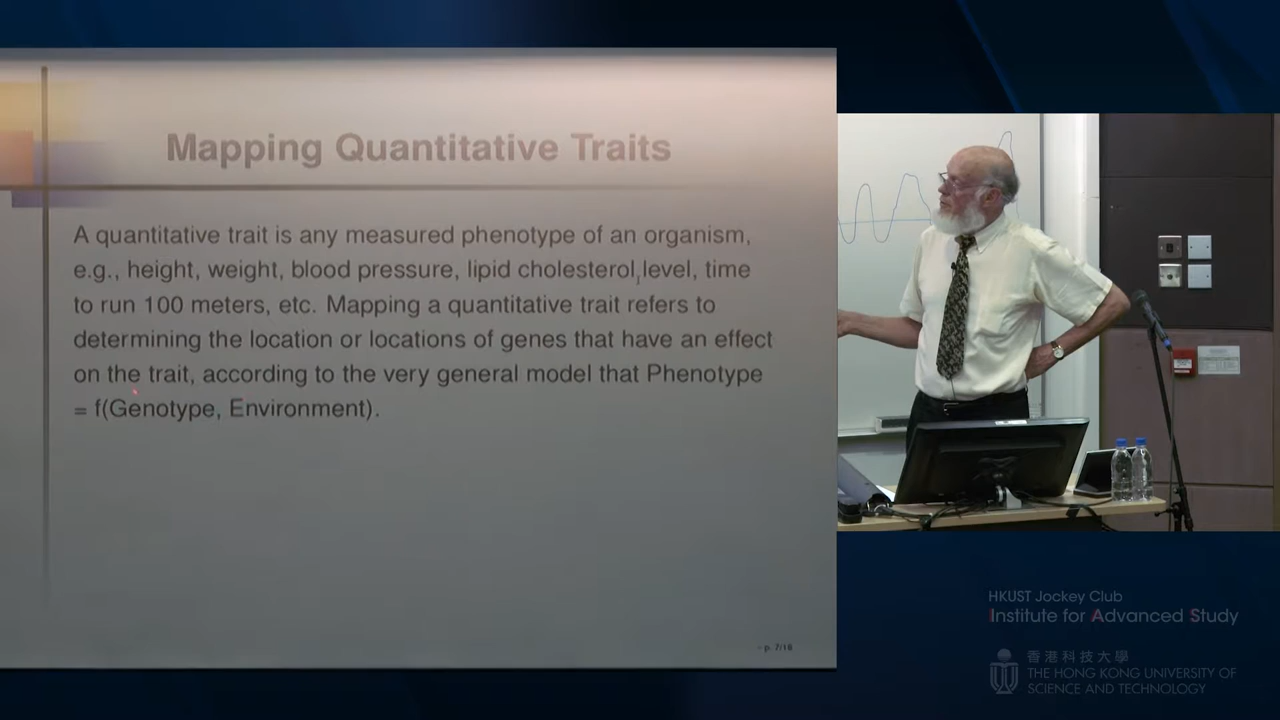 Mapping Quantitative Traits
A quantitative trait is any measured phenotype of an organism,
e.g., height, weight, blood pressure, lipid cholesterol level, time
to run 100 meters, etc. Mapping a quantitative trait refers to
determining the location or locations of genes that have an effect
on the trait, according to the very general model that Phenotype
= f(Genotype, Environment).
– p. 7/18
HKUST Jockey Club
Institute for Advanced Study
香港科技大學
THE HONG KONG UNIVERSITY OF
SCIENCE AND TECHNOLOGY